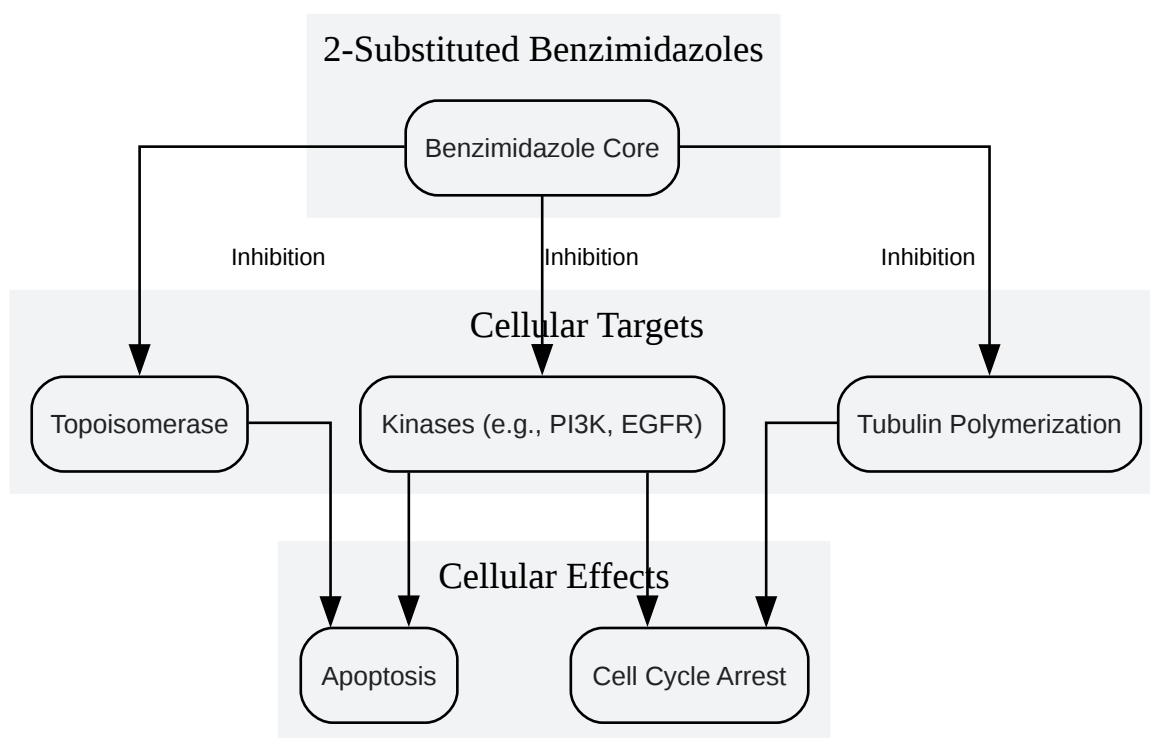 2-Substituted Benzimidazoles
Benzimidazole Core
Inhibition
Inhibition
Inhibition
Cellular Targets
Topoisomerase
Kinases (e.g., PI3K, EGFR)
Tubulin Polymerization
Cellular Effects
Apoptosis
Cell Cycle Arrest